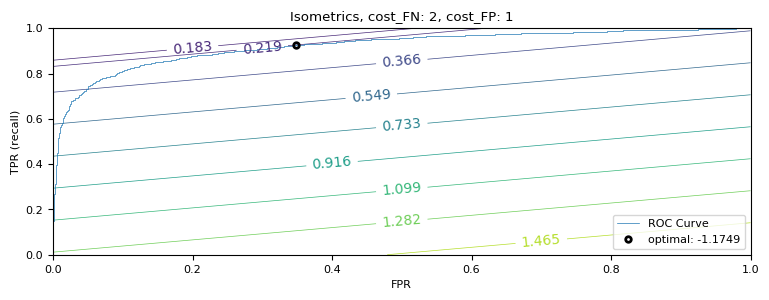 Isometrics, cost_FN: 2, cost_FP: 1
1.0
0.8
0.6
0.4
0.2
0.0
TPR (recall)
0.183
0.219
0.366
0.549
0.733
0.916
1.099
1.282
1.465
ROC Curve
optimal: -1.1749
0.0 0.2 0.4 0.6 0.8 1.0
FPR